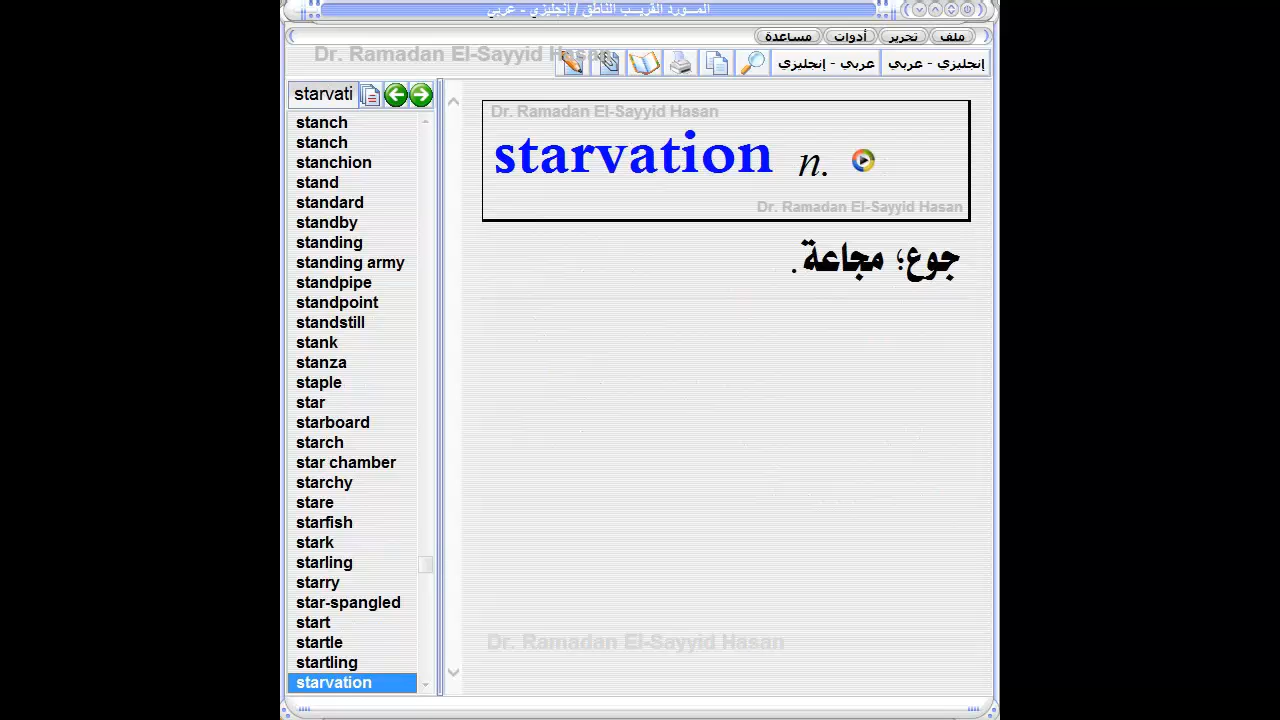 المـــورد القريـــب الناطق / إنجليزي - عربي
ملف تحرير أدوات مساعدة
Dr. Ramadan El-Sayyid Hasan
إنجليزي - عربي عربي - إنجليزي
starvati
stanch
stanch
stanchion
stand
standard
standby
standing
standing army
standpipe
standpoint
standstill
stank
stanza
staple
star
starboard
starch
star chamber
starchy
stare
starfish
stark
starling
starry
star-spangled
start
startle
startling
starvation
Dr. Ramadan El-Sayyid Hasan
starvation n.
Dr. Ramadan El-Sayyid Hasan
جوع؛ مجاعة.
Dr. Ramadan El-Sayyid Hasan